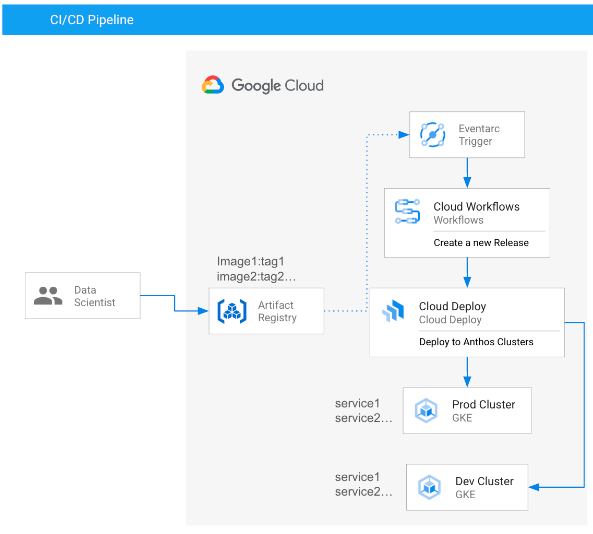 CI/CD Pipeline
Google Cloud
Eventarc
Trigger
Cloud Workflows
Workflows
Create a new Release
Image1:tag1
image2:tag2...
Data
Scientist
Artifact
Registry
Cloud Deploy
Cloud Deploy
Deploy to Anthos Clusters
service1
service2...
Prod Cluster
GKE
service1
service2...
Dev Cluster
GKE